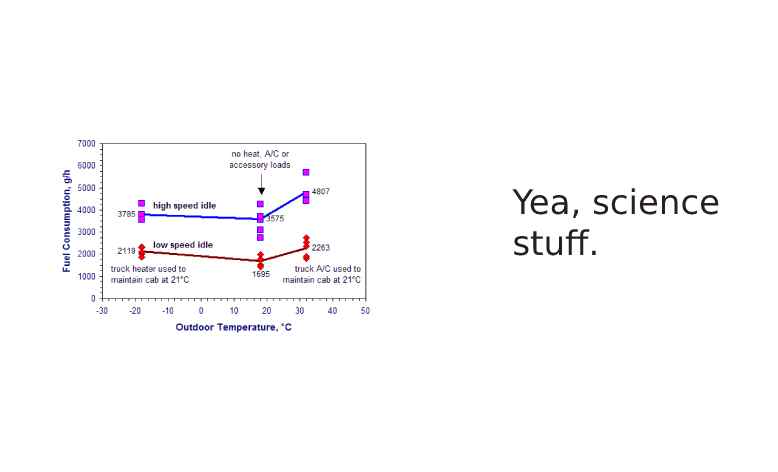 7000
6000
5000
4000
3000
2000
1000
0
Fuel Consumption, g/h
no heat, A/C or
accessory loads
high speed idle
3785
3575
4807
low speed idle
2119
1695
2263
truck heater used to
maintain cab at 21°C
truck A/C used to
maintain cab at 21°C
-30 -20 -10 0 10 20 30 40 50
Outdoor Temperature, °C
Yea, science
stuff.